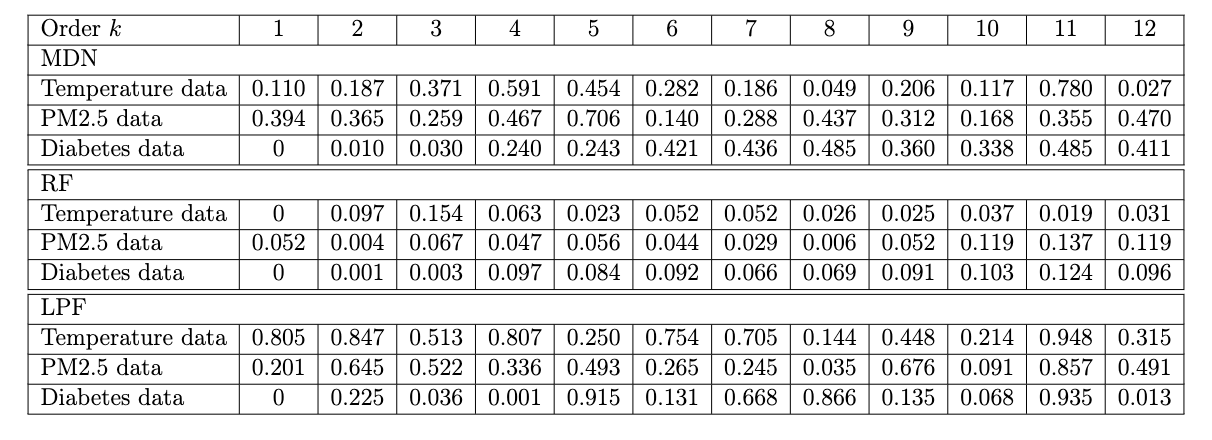 Order k 1 2 3 4 5 6 7 8 9 10 11 12
MDN
Temperature data 0.110 0.187 0.371 0.591 0.454 0.282 0.186 0.049 0.206 0.117 0.780 0.027
PM2.5 data 0.394 0.365 0.259 0.467 0.706 0.140 0.288 0.437 0.312 0.168 0.355 0.470
Diabetes data 0 0.010 0.030 0.240 0.243 0.421 0.436 0.485 0.360 0.338 0.485 0.411
RF
Temperature data 0 0.097 0.154 0.063 0.023 0.052 0.052 0.026 0.025 0.037 0.019 0.031
PM2.5 data 0.052 0.004 0.067 0.047 0.056 0.044 0.029 0.006 0.052 0.119 0.137 0.119
Diabetes data 0 0.001 0.003 0.097 0.084 0.092 0.066 0.069 0.091 0.103 0.124 0.096
LPF
Temperature data 0.805 0.847 0.513 0.807 0.250 0.754 0.705 0.144 0.448 0.214 0.948 0.315
PM2.5 data 0.201 0.645 0.522 0.336 0.493 0.265 0.245 0.035 0.676 0.091 0.857 0.491
Diabetes data 0 0.225 0.036 0.001 0.915 0.131 0.668 0.866 0.135 0.068 0.935 0.013